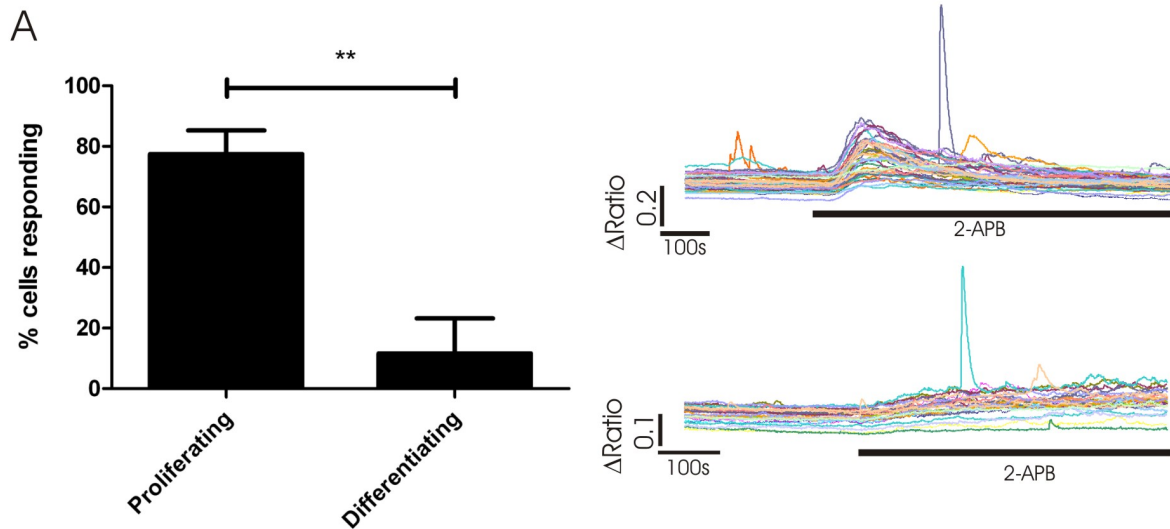 A
**
% cells responding
100
80
60
40
20
0
Proliferating
Differentiating
ΔRatio
0.2
100s
2-APB
ΔRatio
0.1
100s
2-APB